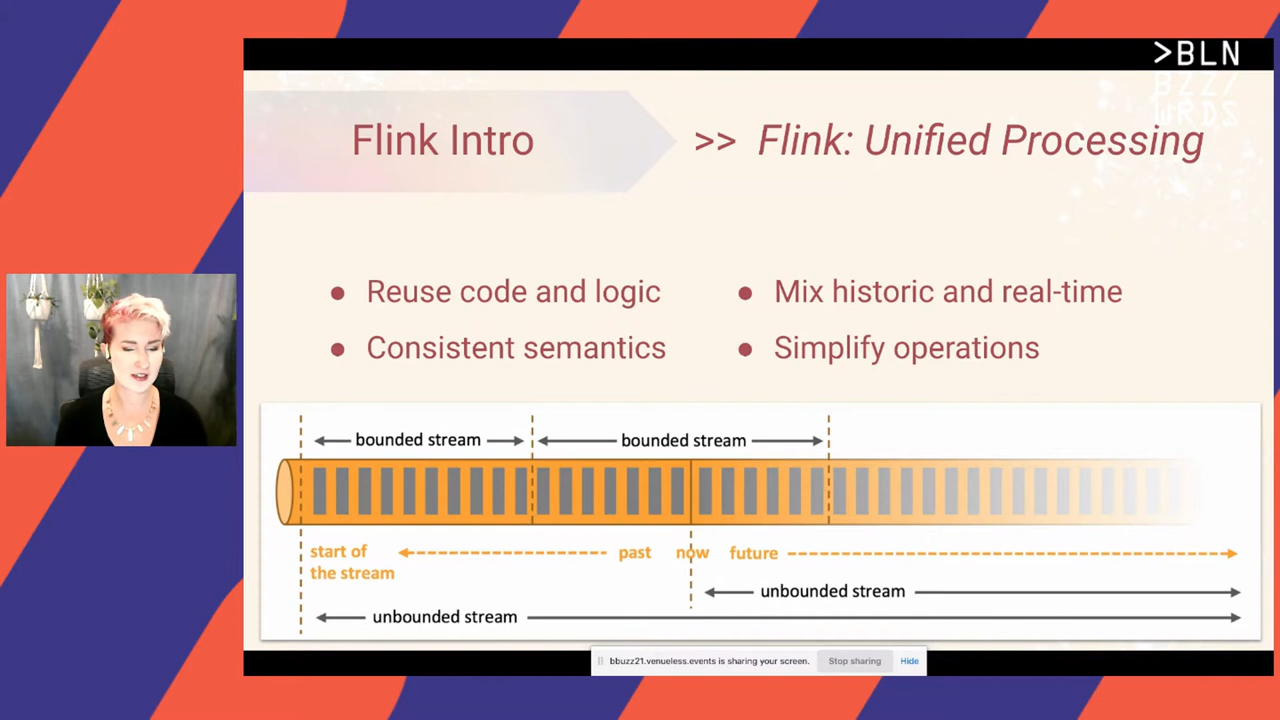 >BLN
BZZ/
WRDS
Flink Intro
>> Flink: Unified Processing
● Reuse code and logic
● Consistent semantics
● Mix historic and real-time
● Simplify operations
bounded stream
bounded stream
start of
the stream
past now future
unbounded stream
unbounded stream
bbuzz21.venueless.events is sharing your screen. Stop sharing Hide